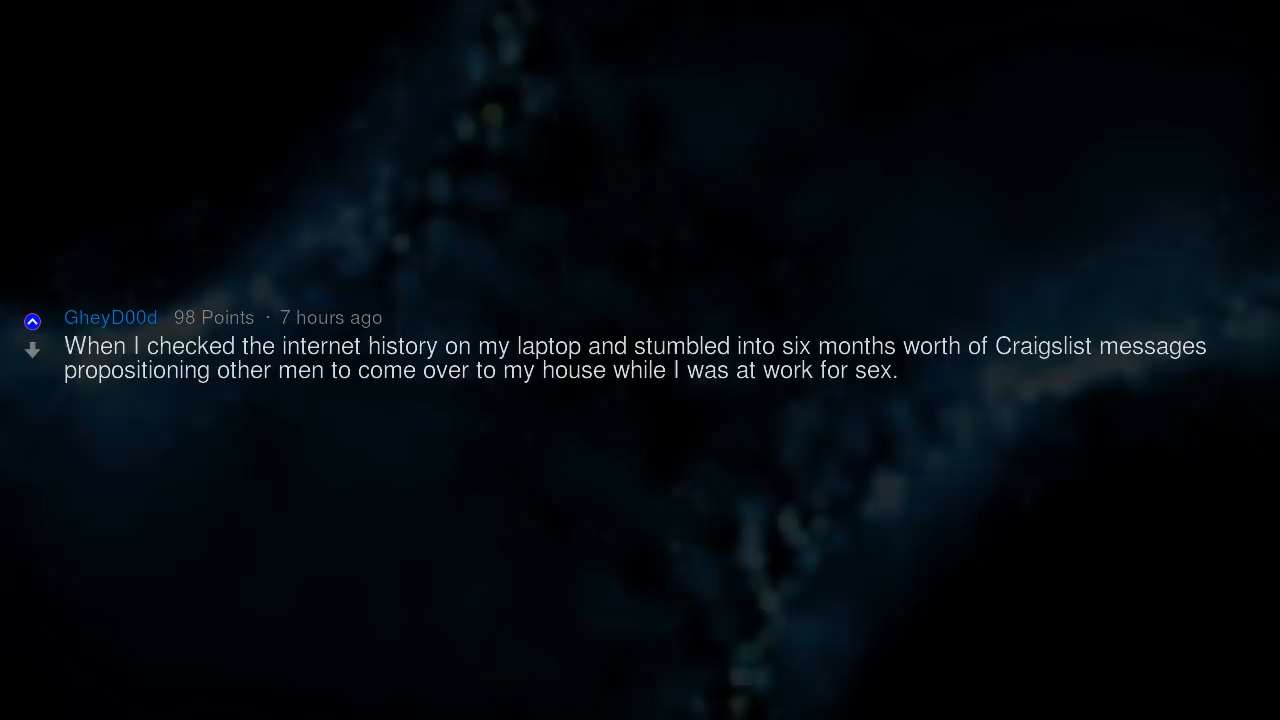 GheyD00d 98 Points · 7 hours ago
When I checked the internet history on my laptop and stumbled into six months worth of Craigslist messages
propositioning other men to come over to my house while I was at work for sex.